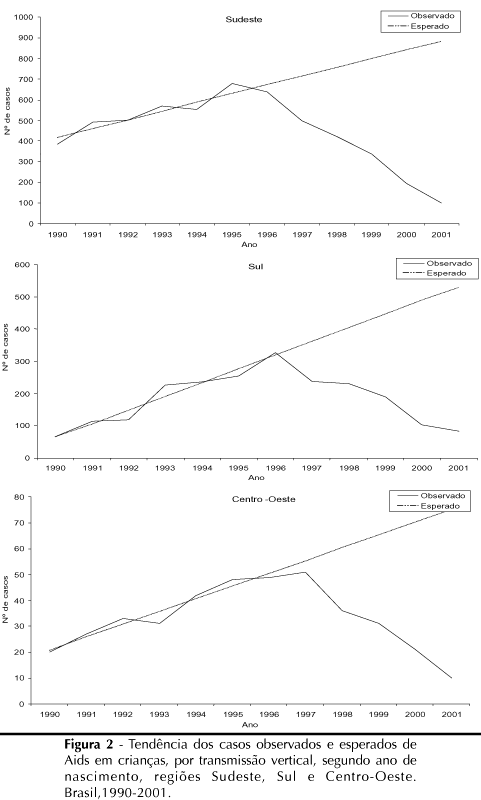 Sudeste
Observado
Esperado
Nº de casos
1000
900
800
700
600
500
400
300
200
100
0
1990 1991 1992 1993 1994 1995 1996 1997 1998 1999 2000 2001
Ano
Sul
Observado
Esperado
Nº de casos
600
500
400
300
200
100
0
1990 1991 1992 1993 1994 1995 1996 1997 1998 1999 2000 2001
Ano
Centro -Oeste
Observado
Esperado
Nº de casos
80
70
60
50
40
30
20
10
0
1990 1991 1992 1993 1994 1995 1996 1997 1998 1999 2000 2001
Ano
Figura 2 - Tendência dos casos observados e esperados de
Aids em crianças, por transmissão vertical, segundo ano de
nascimento, regiões Sudeste, Sul e Centro-Oeste.
Brasil,1990-2001.